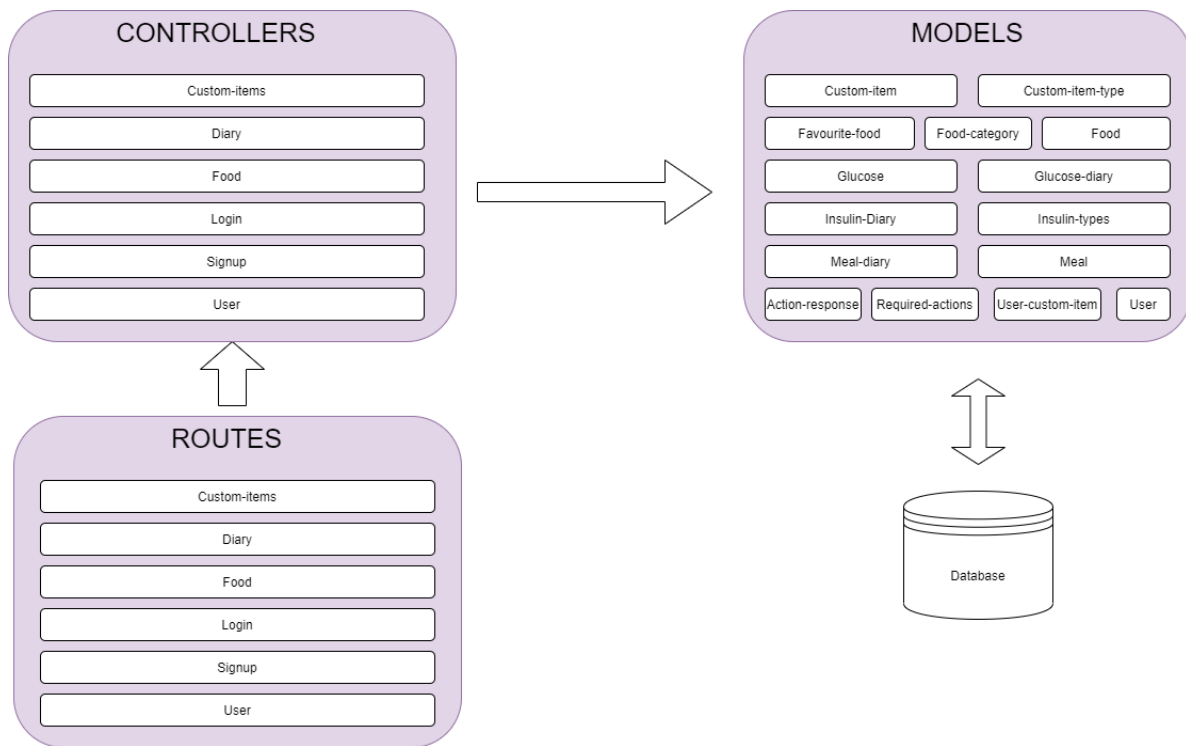 CONTROLLERS
Custom-items
Diary
Food
Login
Signup
User
MODELS
Custom-item
Custom-item-type
Favourite-food
Food-category
Food
Glucose
Glucose-diary
Insulin-Diary
Insulin-types
Meal-diary
Meal
Action-response
Required-actions
User-custom-item
User
ROUTES
Custom-items
Diary
Food
Login
Signup
User
Database